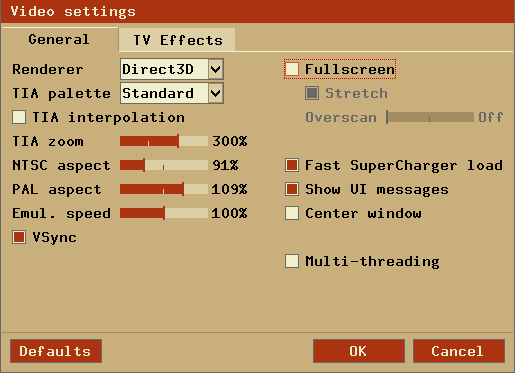 Video settings
General TV Effects
Renderer Direct3D
TIA palette Standard
TIA interpolation
TIA zoom 300%
NTSC aspect 91%
PAL aspect 109%
Emul. speed 100%
VSync
Fullscreen
Stretch
Overscan Off
Fast SuperCharger load
Show UI messages
Center window
Multi-threading
Defaults OK Cancel